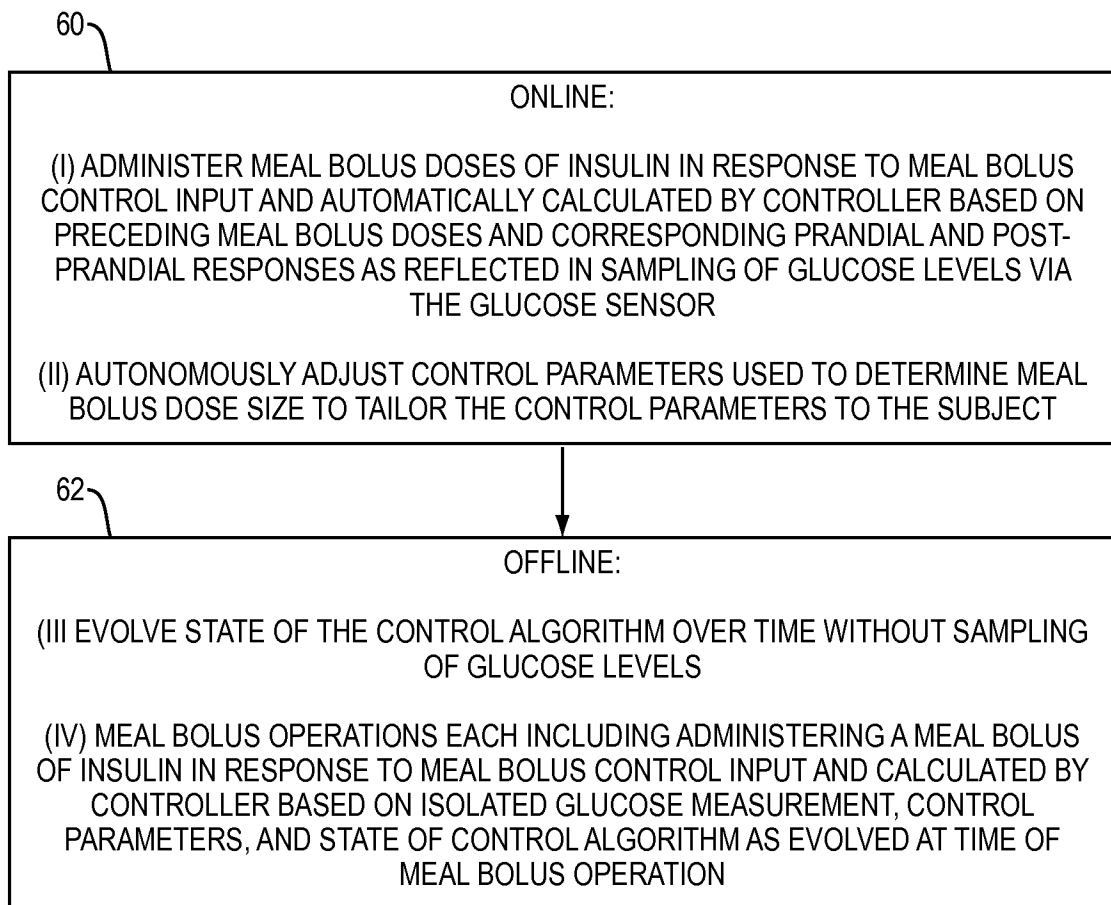 60
ONLINE:
(I) ADMINISTER MEAL BOLUS DOSES OF INSULIN IN RESPONSE TO MEAL BOLUS
CONTROL INPUT AND AUTOMATICALLY CALCULATED BY CONTROLLER BASED ON
PRECEDING MEAL BOLUS DOSES AND CORRESPONDING PRANDIAL AND POST-
PRANDIAL RESPONSES AS REFLECTED IN SAMPLING OF GLUCOSE LEVELS VIA
THE GLUCOSE SENSOR
(II) AUTONOMOUSLY ADJUST CONTROL PARAMETERS USED TO DETERMINE MEAL
BOLUS DOSE SIZE TO TAILOR THE CONTROL PARAMETERS TO THE SUBJECT
62
OFFLINE:
(III EVOLVE STATE OF THE CONTROL ALGORITHM OVER TIME WITHOUT SAMPLING
OF GLUCOSE LEVELS
(IV) MEAL BOLUS OPERATIONS EACH INCLUDING ADMINISTERING A MEAL BOLUS
OF INSULIN IN RESPONSE TO MEAL BOLUS CONTROL INPUT AND CALCULATED BY
CONTROLLER BASED ON ISOLATED GLUCOSE MEASUREMENT, CONTROL
PARAMETERS, AND STATE OF CONTROL ALGORITHM AS EVOLVED AT TIME OF
MEAL BOLUS OPERATION